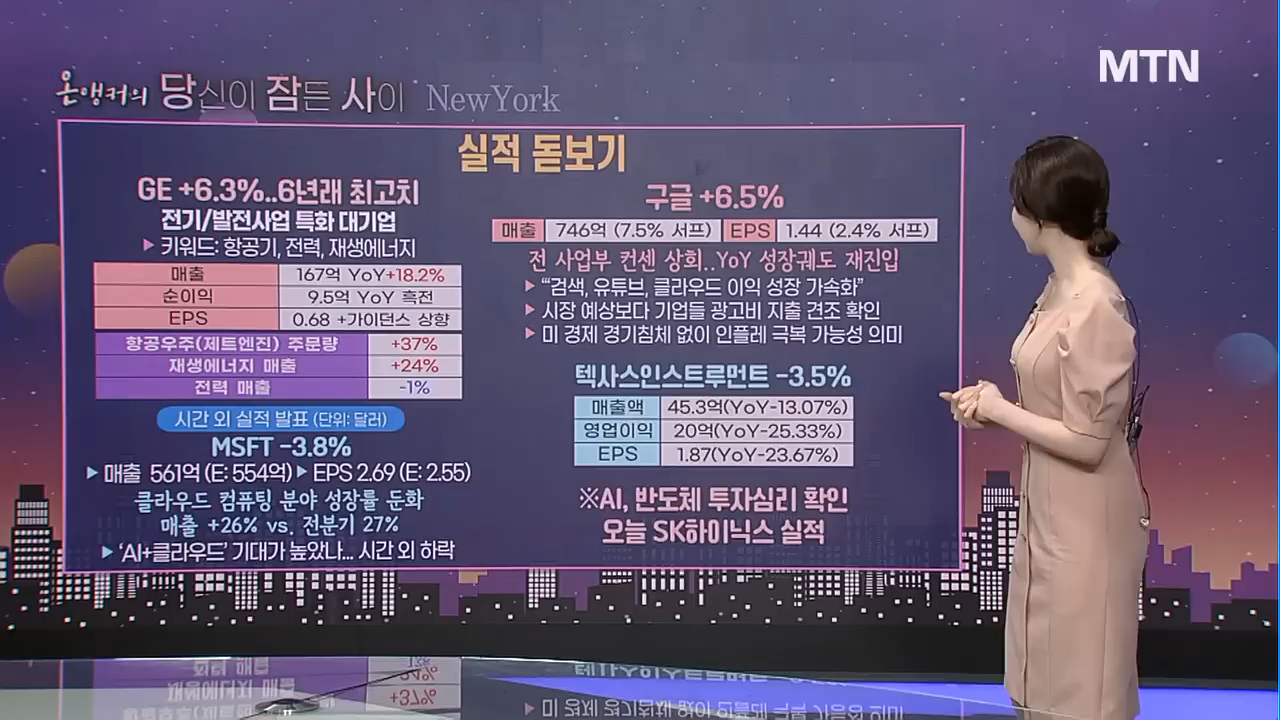 MTN
온앵커의 당신이 잠든 사이 NewYork
실적 돋보기
GE +6.3%..6년래 최고치
전기/발전사업 특화 대기업
▶ 키워드: 항공기, 전력, 재생에너지
매출 167억 YoY+18.2%
순이익 9.5억 YoY 흑전
EPS 0.68 +가이던스 상향
항공우주(제트엔진) 주문량 +37%
재생에너지 매출 +24%
전력 매출 -1%
시간 외 실적 발표 (단위: 달러)
MSFT -3.8%
▶ 매출 561억 (E: 554억) ▶ EPS 2.69 (E: 2.55)
클라우드 컴퓨팅 분야 성장률 둔화
매출 +26% vs. 전분기 27%
▶ ‘AI+클라우드’ 기대가 높았나... 시간 외 하락
구글 +6.5%
매출 746억 (7.5% 서프) EPS 1.44 (2.4% 서프)
전 사업부 컨센 상회..YoY 성장궤도 재진입
▶ “‘검색, 유튜브, 클라우드 이익 성장 가속화”
▶ 시장 예상보다 기업들 광고비 지출 견조 확인
▶ 미 경제 경기침체 없이 인플레 극복 가능성 의미
텍사스인스트루먼트 -3.5%
매출액 45.3억(YoY-13.07%)
영업이익 20억(YoY-25.33%)
EPS 1.87(YoY-23.67%)
※AI, 반도체 투자심리 확인
오늘 SK하이닉스 실적